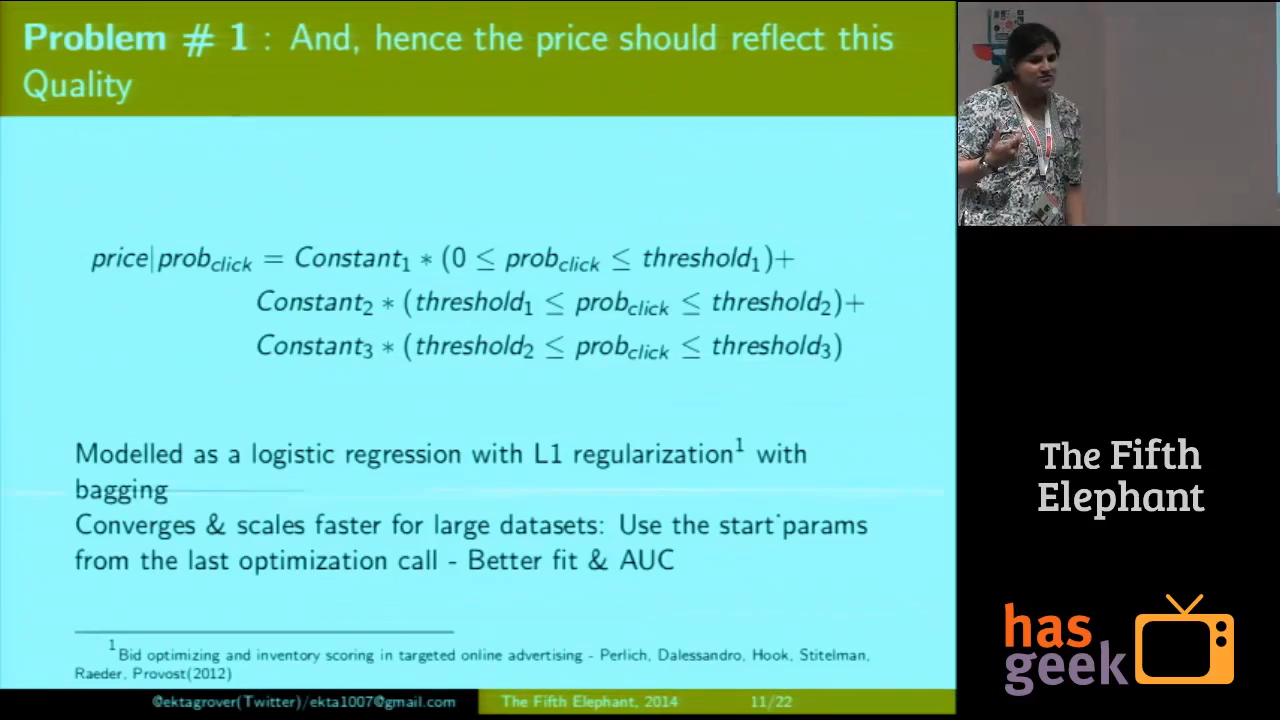 Problem # 1 : And, hence the price should reflect this
Quality
price|prob_click = Constant_1 * (0 ≤ prob_click ≤ threshold_1)+
Constant_2 * (threshold_1 ≤ prob_click ≤ threshold_2)+
Constant_3 * (threshold_2 ≤ prob_click ≤ threshold_3)
Modelled as a logistic regression with L1 regularization¹ with
bagging
Converges & scales faster for large datasets: Use the start params
from the last optimization call - Better fit & AUC
¹Bid optimizing and inventory scoring in targeted online advertising - Perlich, Dalessandro, Hook, Stitelman,
Raeder, Provost(2012)
@ektagrover(Twitter)/ekta1007@gmail.com
The Fifth Elephant, 2014
11/22
The Fifth
Elephant
has
geek